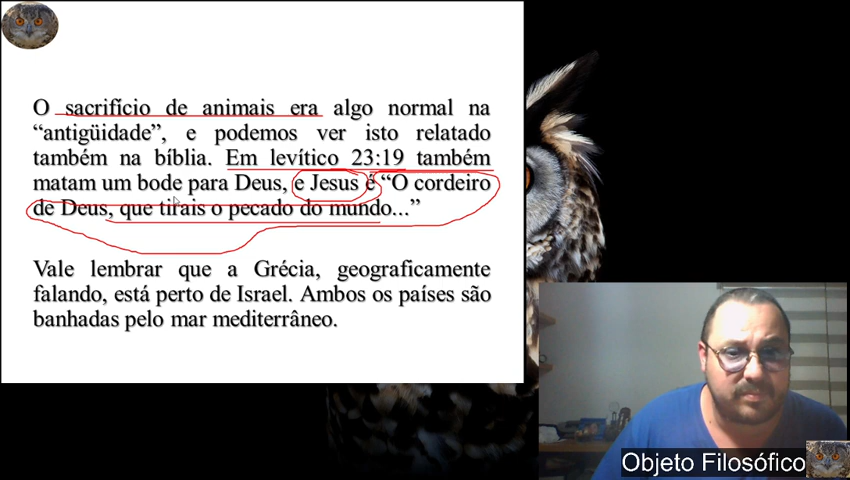 O sacrifício de animais era algo normal na
“antigüidade”, e podemos ver isto relatado
também na bíblia. Em levítico 23:19 também
matam um bode para Deus, e Jesus é “O cordeiro
de Deus, que tirais o pecado do mundo...”
Vale lembrar que a Grécia, geograficamente
falando, está perto de Israel. Ambos os países são
banhadas pelo mar mediterrâneo.
Objeto Filosófico